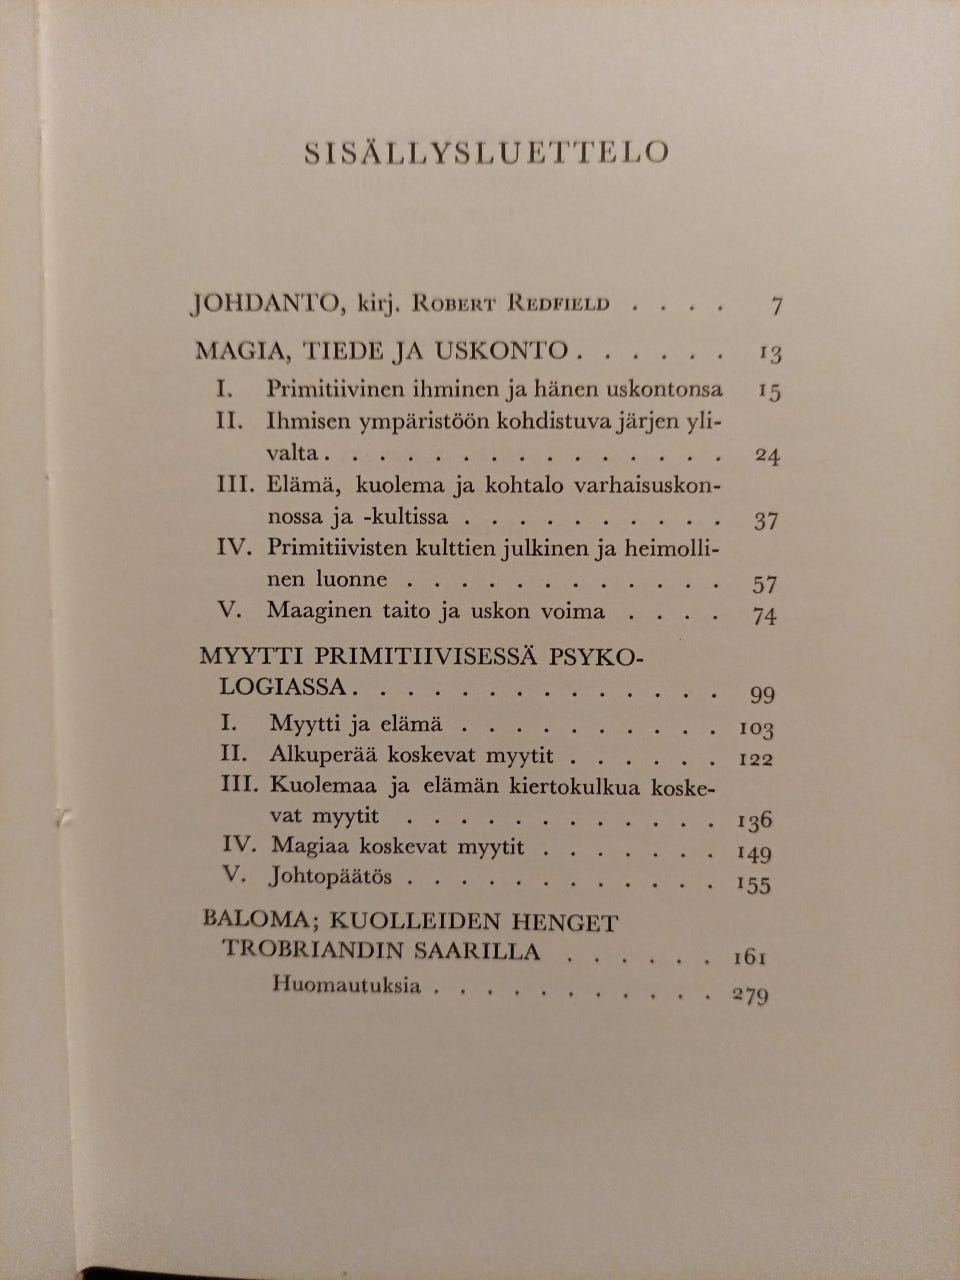 SISÄLLYSLUETTELO
JOHDANTO, kirj. ROBERT REDFIELD . . . . 7
MAGIA, TIEDE JA USKONTO . . . . . . 13
I. Primitiivinen ihminen ja hänen uskontonsa 15
II. Ihmisen ympäristöön kohdistuva järjen yli-
valta . . . . . . . . . . . . . . . 24
III. Elämä, kuolema ja kohtalo varhaisuskon-
nossa ja -kultissa . . . . . . . . . . 37
IV. Primitiivisten kulttien julkinen ja heimolli-
nen luonne . . . . . . . . . . . . 57
V. Maaginen taito ja uskon voima . . . . 74
MYYTTI PRIMITIIVISESSÄ PSYKO-
LOGIASSA . . . . . . . . . . . . . . 99
I. Myytti ja elämä . . . . . . . . . . 103
II. Alkuperää koskevat myytit . . . . . . 122
III. Kuolemaa ja elämän kiertokulkua koske-
vat myytit . . . . . . . . . . . . 136
IV. Magiaa koskevat myytit . . . . . . . 149
V. Johtopäätös . . . . . . . . . . . . 155
BALOMA; KUOLLEIDEN HENGET
TROBRIANDIN SAARILLA . . . . . . 161
Huomautuksia . . . . . . . . . . . 279